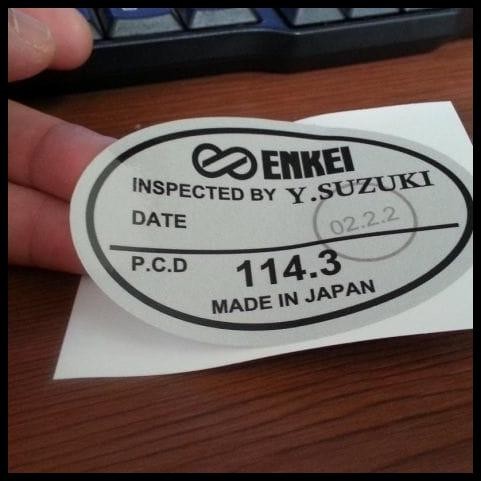 ENKEI
INSPECTED BY Y.SUZUKI
DATE 02.2.2
P.C.D 114.3
MADE IN JAPAN